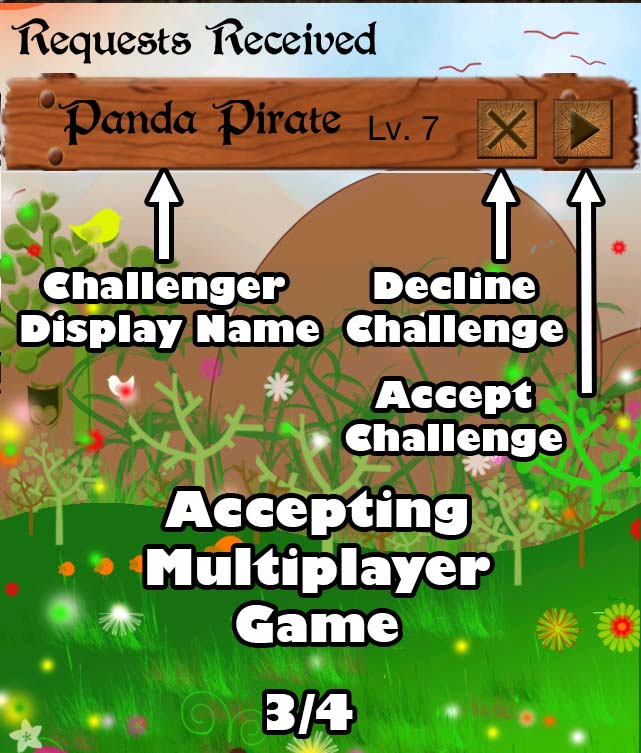 Requests Received
Panda Pirate Lv. 7
Challenger
Display Name
Decline
Challenge
Accept
Challenge
Accepting
Multiplayer
Game
3/4